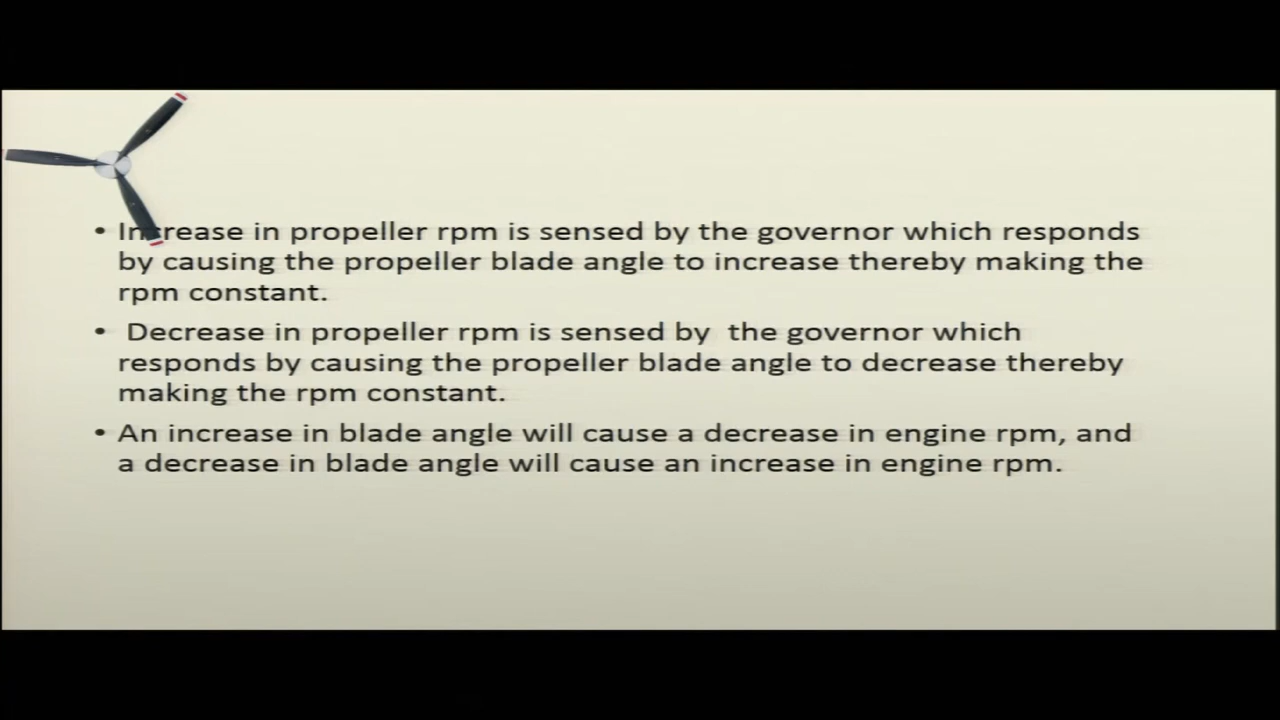 • Increase in propeller rpm is sensed by the governor which responds
by causing the propeller blade angle to increase thereby making the
rpm constant.
• Decrease in propeller rpm is sensed by the governor which
responds by causing the propeller blade angle to decrease thereby
making the rpm constant.
• An increase in blade angle will cause a decrease in engine rpm, and
a decrease in blade angle will cause an increase in engine rpm.